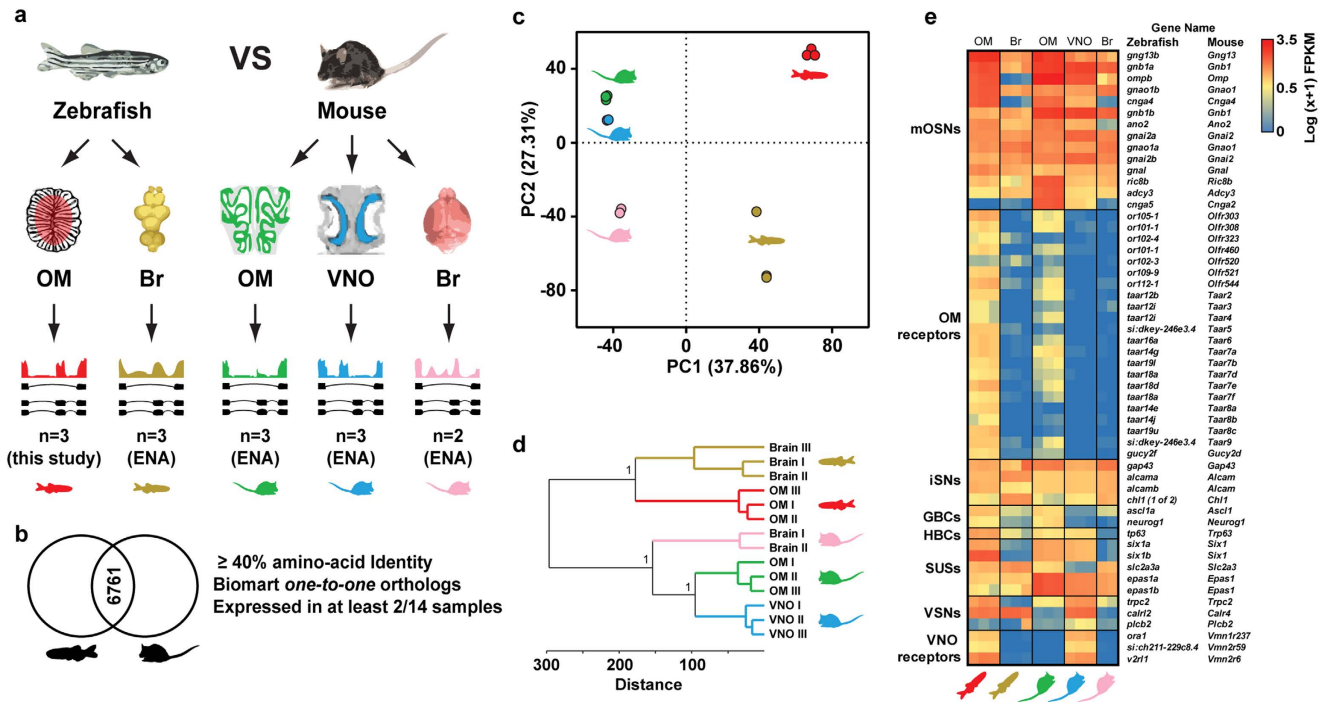 a
Zebrafish
VS
Mouse
OM
Br
OM
VNO
Br
n=3
(this study)
n=3
(ENA)
n=3
(ENA)
n=3
(ENA)
n=2
(ENA)
b
6761
≥ 40% amino-acid Identity
Biomart one-to-one orthologs
Expressed in at least 2/14 samples
c
PC2 (27.31%)
40
0
-40
-80
-40
0
40
80
PC1 (37.86%)
d
Brain III
Brain I
Brain II
OM III
OM I
OM II
Brain I
Brain II
OM I
OM II
OM III
VNO I
VNO II
VNO III
1
1
1
300
200
100
Distance
e
Gene Name
OM Br OM VNO Br Zebrafish Mouse
mOSNs
gng13b Gng13
gnb1a Gnb1
ompb Omp
gnao1b Gnao1
cnga4 Cnga4
gnb1b Gnb1
ano2 Ano2
gnai2a Gnai2
gnao1a Gnao1
gnai2b Gnai2
gnal Gnal
ric8b Ric8b
adcy3 Adcy3
cnga5 Cnga2
OM receptors
or105-1 Olfr303
or101-1 Olfr308
or102-4 Olfr323
or101-1 Olfr460
or102-3 Olfr520
or109-9 Olfr521
or112-1 Olfr544
taar12b Taar2
taar12i Taar3
taar12i Taar4
si:dkey-246e3.4 Taar5
taar16a Taar6
taar14g Taar7a
taar19l Taar7b
taar18a Taar7d
taar18d Taar7e
taar18a Taar7f
taar14e Taar8a
taar14j Taar8b
taar19u Taar8c
si:dkey-246e3.4 Taar9
gucy2f Gucy2d
iSNs
gap43 Gap43
alcama Alcam
alcamb Alcam
chl1 (1 of 2) Chl1
GBCs
ascl1a Ascl1
neurog1 Neurog1
HBCs
tp63 Trp63
SUSs
six1a Six1
six1b Six1
slc2a3a Slc2a3
epas1a Epas1
epas1b Epas1
VSNs
trpc2 Trpc2
calrl2 Calr4
plcb2 Plcb2
VNO receptors
ora1 Vmn1r237
si:ch211-229c8.4 Vmn2r59
v2rl1 Vmn2r6
3.5
0.5
0
Log (x+1) FPKM